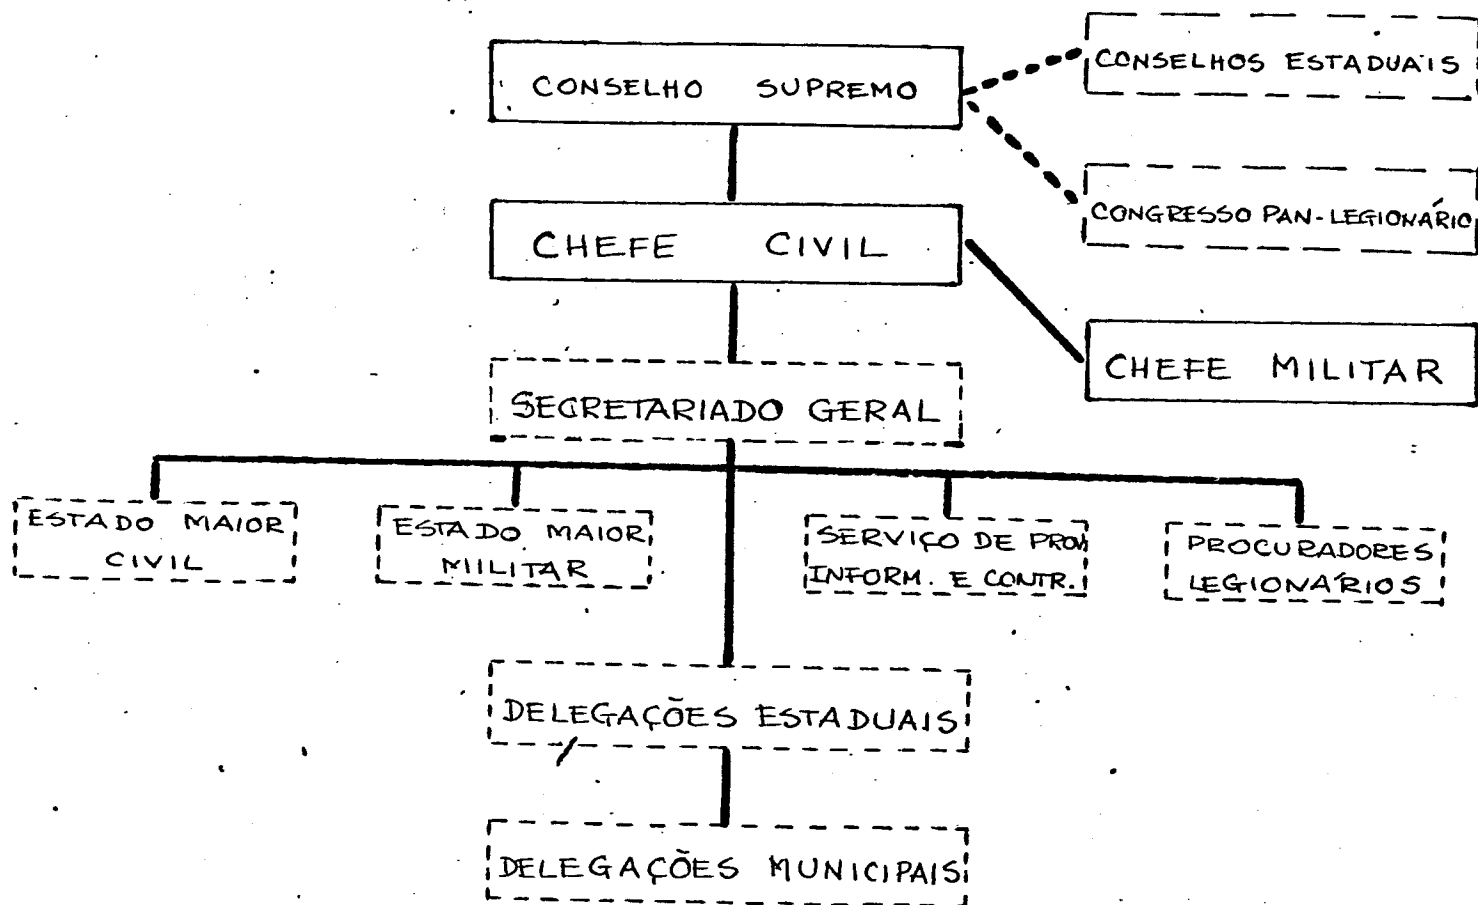 CONSELHO SUPREMO
CONSELHOS ESTADUAIS
CONGRESSO PAN-LEGIONÁRIO
CHEFE CIVIL
CHEFE MILITAR
SECRETARIADO GERAL
ESTADO MAIOR
CIVIL
ESTADO MAIOR
MILITAR
SERVIÇO DE PROV
INFORM. E CONTR.
PROCURADORES
LEGIONÁRIOS
DELEGAÇÕES ESTADUAIS
DELEGAÇÕES MUNICIPAIS